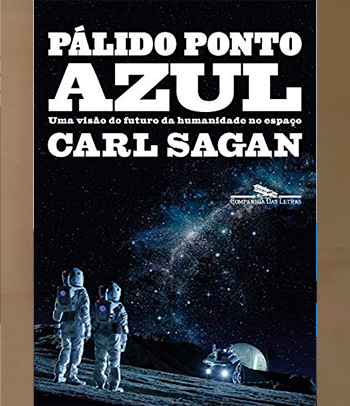 PÁLIDO PONTO
AZUL
Uma visão do futuro da humanidade no espaço
CARL SAGAN
COMPANHIA DAS LETRAS